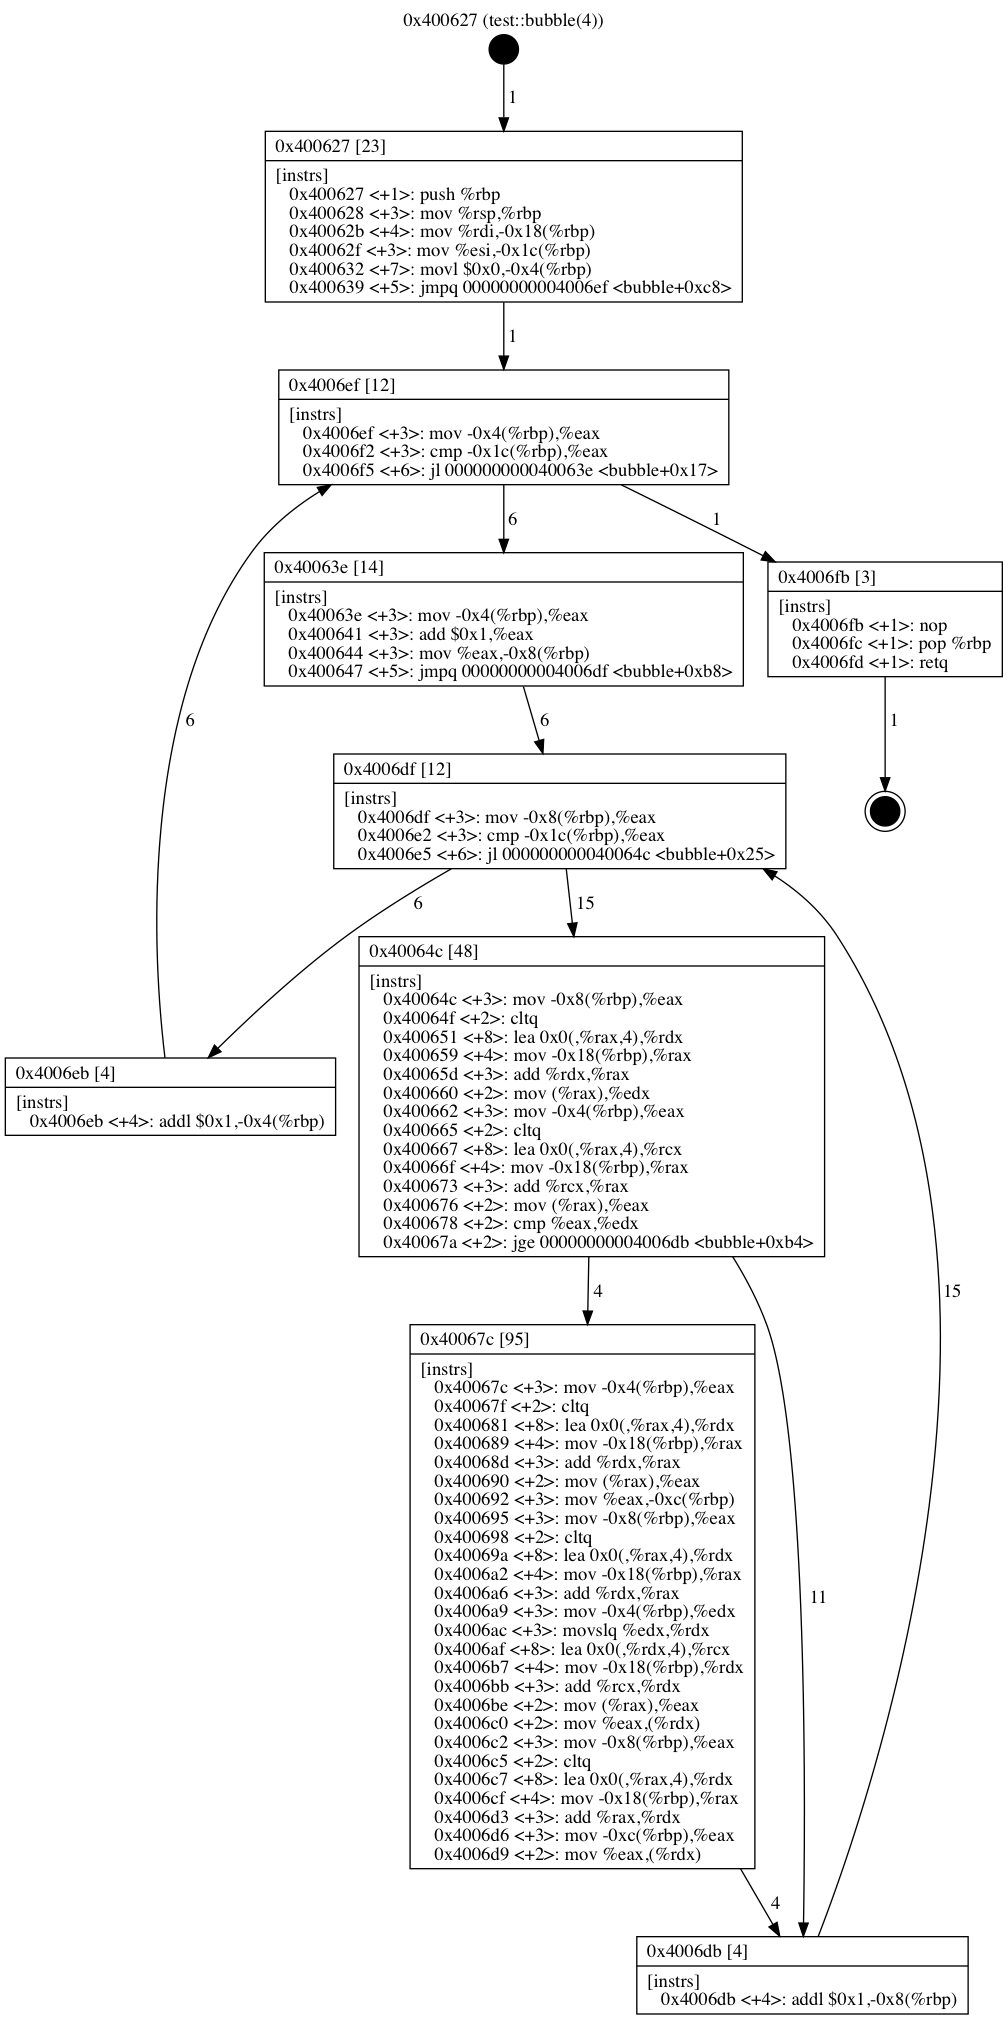 0x400627 (test::bubble(4))
1
0x400627 [23]
[instrs]
0x400627 <+1>: push %rbp
0x400628 <+3>: mov %rsp,%rbp
0x40062b <+4>: mov %rdi,-0x18(%rbp)
0x40062f <+3>: mov %esi,-0x1c(%rbp)
0x400632 <+7>: movl $0x0,-0x4(%rbp)
0x400639 <+5>: jmpq 00000000004006ef <bubble+0xc8>
1
0x4006ef [12]
[instrs]
0x4006ef <+3>: mov -0x4(%rbp),%eax
0x4006f2 <+3>: cmp -0x1c(%rbp),%eax
0x4006f5 <+6>: jl 000000000040063e <bubble+0x17>
6
1
0x40063e [14]
[instrs]
0x40063e <+3>: mov -0x4(%rbp),%eax
0x400641 <+3>: add $0x1,%eax
0x400644 <+3>: mov %eax,-0x8(%rbp)
0x400647 <+5>: jmpq 00000000004006df <bubble+0xb8>
0x4006fb [3]
[instrs]
0x4006fb <+1>: nop
0x4006fc <+1>: pop %rbp
0x4006fd <+1>: retq
6
6
1
0x4006df [12]
[instrs]
0x4006df <+3>: mov -0x8(%rbp),%eax
0x4006e2 <+3>: cmp -0x1c(%rbp),%eax
0x4006e5 <+6>: jl 000000000040064c <bubble+0x25>
6
15
0x40064c [48]
[instrs]
0x40064c <+3>: mov -0x8(%rbp),%eax
0x40064f <+2>: cltq
0x400651 <+8>: lea 0x0(,%rax,4),%rdx
0x400659 <+4>: mov -0x18(%rbp),%rax
0x40065d <+3>: add %rdx,%rax
0x400660 <+2>: mov (%rax),%edx
0x400662 <+3>: mov -0x4(%rbp),%eax
0x400665 <+2>: cltq
0x400667 <+8>: lea 0x0(,%rax,4),%rcx
0x40066f <+4>: mov -0x18(%rbp),%rax
0x400673 <+3>: add %rcx,%rax
0x400676 <+2>: mov (%rax),%eax
0x400678 <+2>: cmp %eax,%edx
0x40067a <+2>: jge 00000000004006db <bubble+0xb4>
0x4006eb [4]
[instrs]
0x4006eb <+4>: addl $0x1,-0x4(%rbp)
4
15
0x40067c [95]
[instrs]
0x40067c <+3>: mov -0x4(%rbp),%eax
0x40067f <+2>: cltq
0x400681 <+8>: lea 0x0(,%rax,4),%rdx
0x400689 <+4>: mov -0x18(%rbp),%rax
0x40068d <+3>: add %rdx,%rax
0x400690 <+2>: mov (%rax),%eax
0x400692 <+3>: mov %eax,-0xc(%rbp)
0x400695 <+3>: mov -0x8(%rbp),%eax
0x400698 <+2>: cltq
0x40069a <+8>: lea 0x0(,%rax,4),%rdx
0x4006a2 <+4>: mov -0x18(%rbp),%rax
0x4006a6 <+3>: add %rdx,%rax
0x4006a9 <+3>: mov -0x4(%rbp),%edx
0x4006ac <+3>: movslq %edx,%rdx
0x4006af <+8>: lea 0x0(,%rdx,4),%rcx
0x4006b7 <+4>: mov -0x18(%rbp),%rdx
0x4006bb <+3>: add %rcx,%rdx
0x4006be <+2>: mov (%rax),%eax
0x4006c0 <+2>: mov %eax,(%rdx)
0x4006c2 <+3>: mov -0x8(%rbp),%eax
0x4006c5 <+2>: cltq
0x4006c7 <+8>: lea 0x0(,%rax,4),%rdx
0x4006cf <+4>: mov -0x18(%rbp),%rax
0x4006d3 <+3>: add %rax,%rdx
0x4006d6 <+3>: mov -0xc(%rbp),%eax
0x4006d9 <+2>: mov %eax,(%rdx)
11
4
0x4006db [4]
[instrs]
0x4006db <+4>: addl $0x1,-0x8(%rbp)